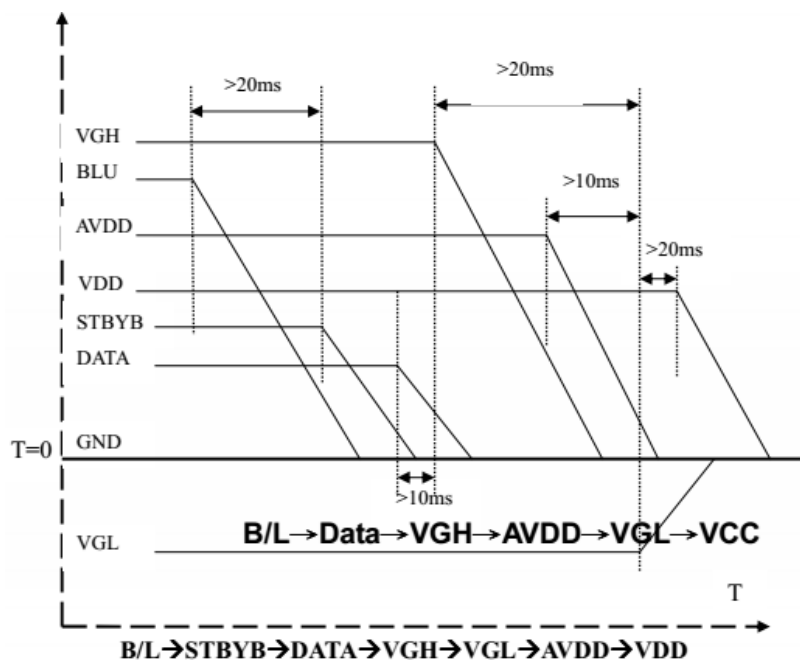 >20ms
>20ms
VGH
BLU
>10ms
AVDD
>20ms
VDD
STBYB
DATA
GND
T=0
>10ms
B/L→Data→VGH→AVDD→VGL→VCC
VGL
T
B/L→STBYB→DATA→VGH→VGL→AVDD→VDD